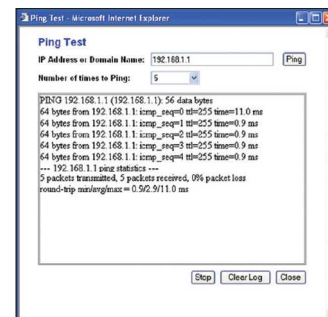 Ping Test - Microsoft Internet Explorer
Ping Test
IP Address or Domain Name: 192.168.1.1 Ping
Number of times to Ping: 5
PING 192.168.1.1 (192.168.1.1): 56 data bytes
64 bytes from 192.168.1.1: icmp_seq=0 ttl=255 time=11.0 ms
64 bytes from 192.168.1.1: icmp_seq=1 ttl=255 time=0.9 ms
64 bytes from 192.168.1.1: icmp_seq=2 ttl=255 time=0.9 ms
64 bytes from 192.168.1.1: icmp_seq=3 ttl=255 time=0.9 ms
64 bytes from 192.168.1.1: icmp_seq=4 ttl=255 time=0.9 ms
--- 192.168.1.1 ping statistics ---
5 packets transmitted, 5 packets received, 0% packet loss
round-trip min/avg/max = 0.9/2.9/11.0 ms
Stop Clear Log Close